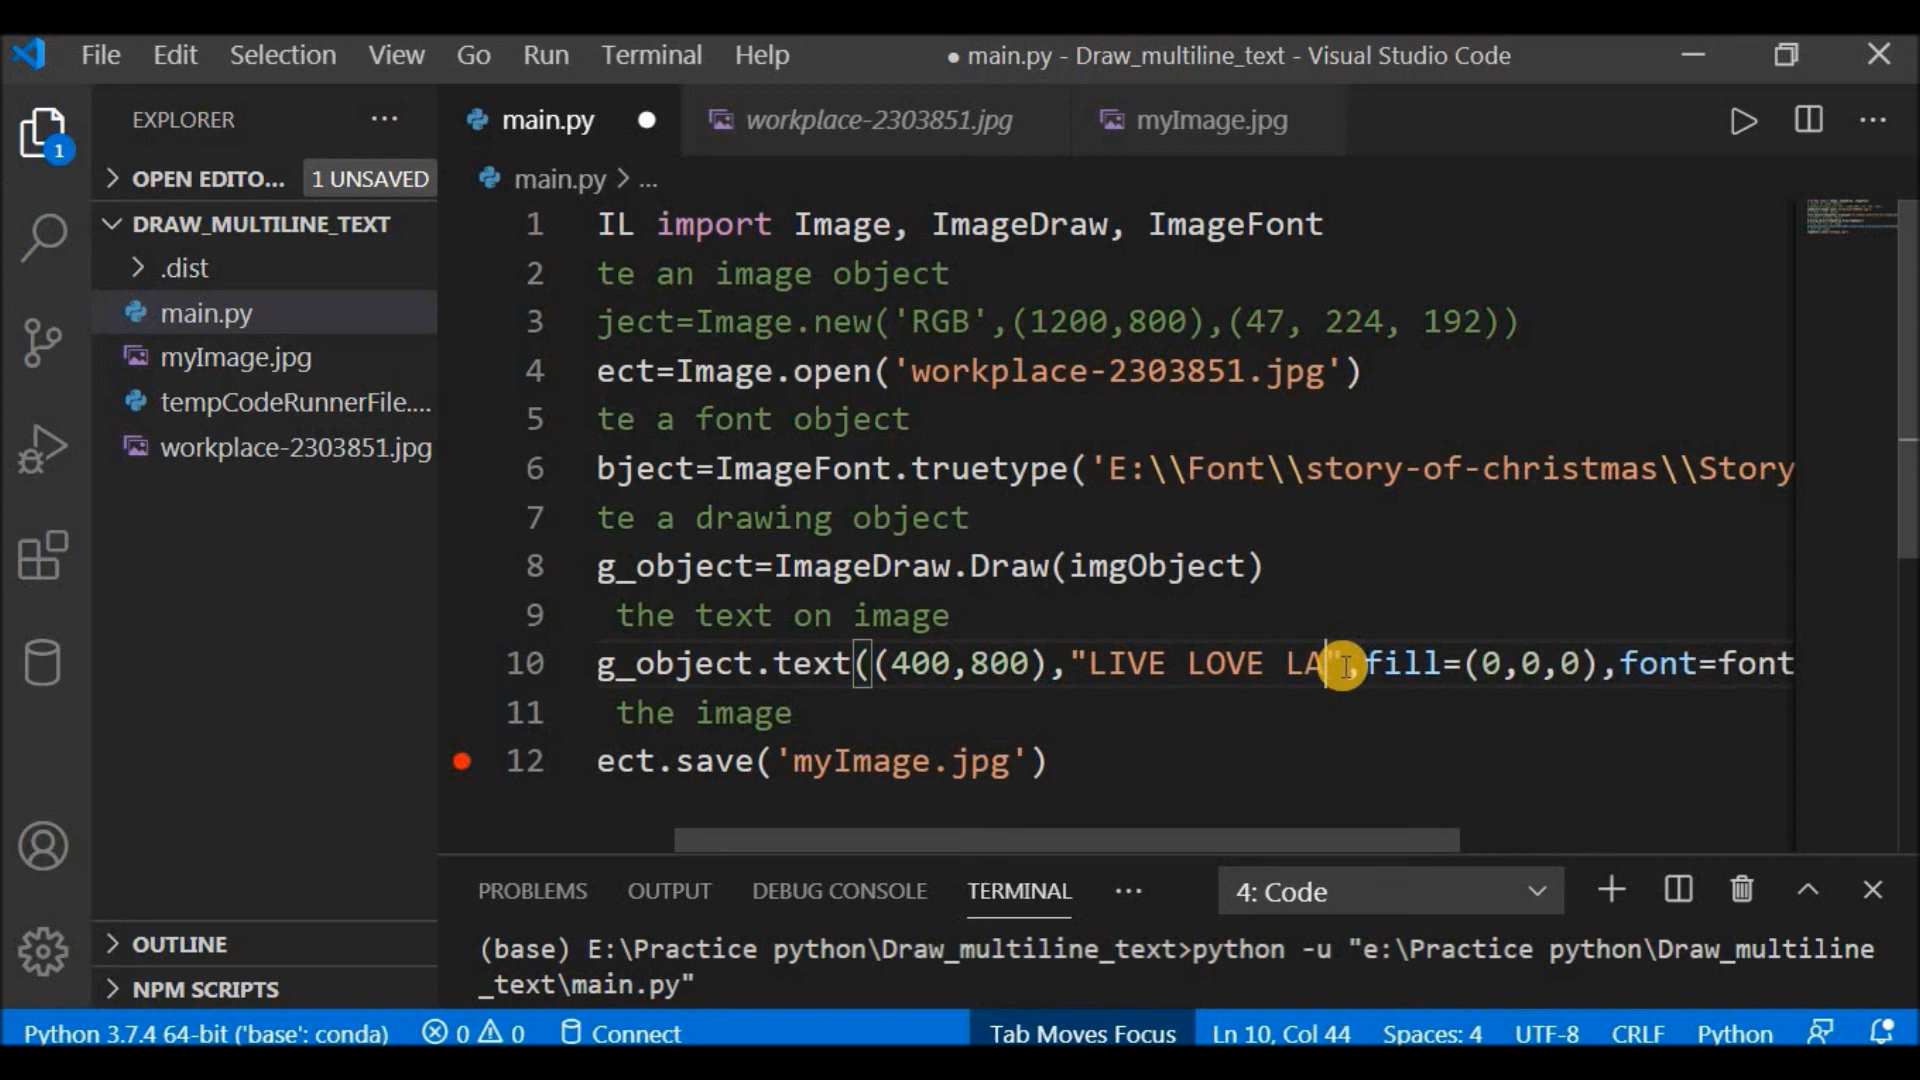 File Edit Selection View Go Run Terminal Help ● main.py - Draw_multiline_text - Visual Studio Code
EXPLORER ...
main.py workplace-2303851.jpg myImage.jpg ...
1
OPEN EDITO... 1 UNSAVED
main.py > ...
DRAW_MULTILINE_TEXT
.dist
main.py
myImage.jpg
tempCodeRunnerFile....
workplace-2303851.jpg
1 IL import Image, ImageDraw, ImageFont
2 te an image object
3 ject=Image.new('RGB',(1200,800),(47, 224, 192))
4 ect=Image.open('workplace-2303851.jpg')
5 te a font object
6 bject=ImageFont.truetype('E:\\Font\\story-of-christmas\\Story
7 te a drawing object
8 g_object=ImageDraw.Draw(imgObject)
9 the text on image
10 g_object.text((400,800),"LIVE LOVE LA",fill=(0,0,0),font=font
11 the image
12 ect.save('myImage.jpg')
OUTLINE
NPM SCRIPTS
PROBLEMS OUTPUT DEBUG CONSOLE TERMINAL ... 4: Code
(base) E:\Practice python\Draw_multiline_text>python -u "e:\Practice python\Draw_multiline
_text\main.py"
Python 3.7.4 64-bit ('base': conda) 0 0 Connect Tab Moves Focus Ln 10, Col 44 Spaces: 4 UTF-8 CRLF Python